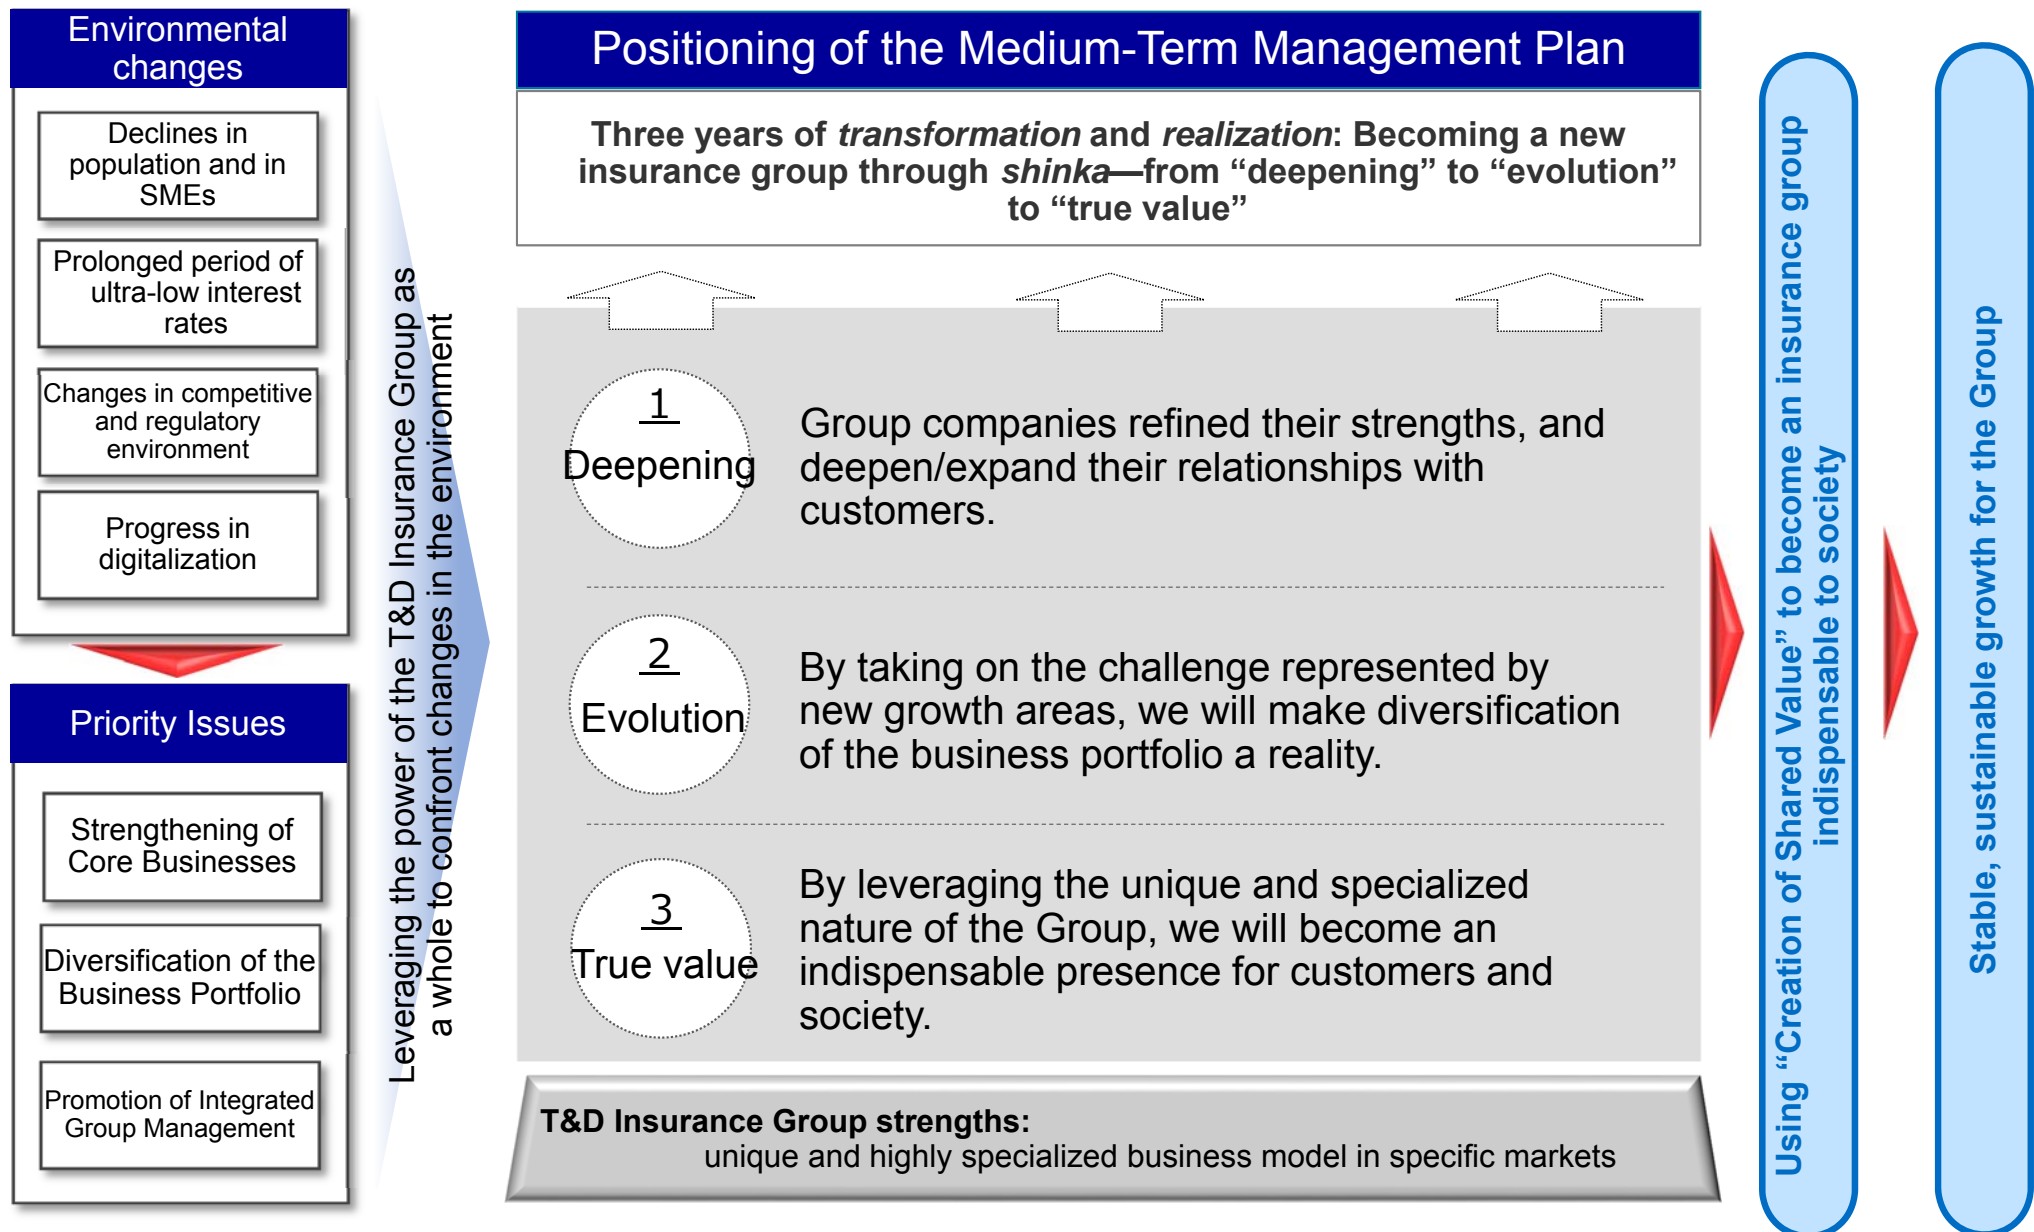 Environmental
changes
Declines in
population and in
SMEs
Prolonged period of
ultra-low interest
rates
Changes in competitive
and regulatory
environment
Progress in
digitalization
Priority Issues
Strengthening of
Core Businesses
Diversification of the
Business Portfolio
Promotion of Integrated
Group Management
Leveraging the power of the T&D Insurance Group as
a whole to confront changes in the environment
Positioning of the Medium-Term Management Plan
Three years of transformation and realization: Becoming a new
insurance group through shinka—from “deepening” to “evolution”
to “true value”
1
Deepening
Group companies refined their strengths, and
deepen/expand their relationships with
customers.
2
Evolution
By taking on the challenge represented by
new growth areas, we will make diversification
of the business portfolio a reality.
3
True value
By leveraging the unique and specialized
nature of the Group, we will become an
indispensable presence for customers and
society.
T&D Insurance Group strengths:
unique and highly specialized business model in specific markets
Using “Creation of Shared Value” to become an insurance group
indispensable to society
Stable, sustainable growth for the Group